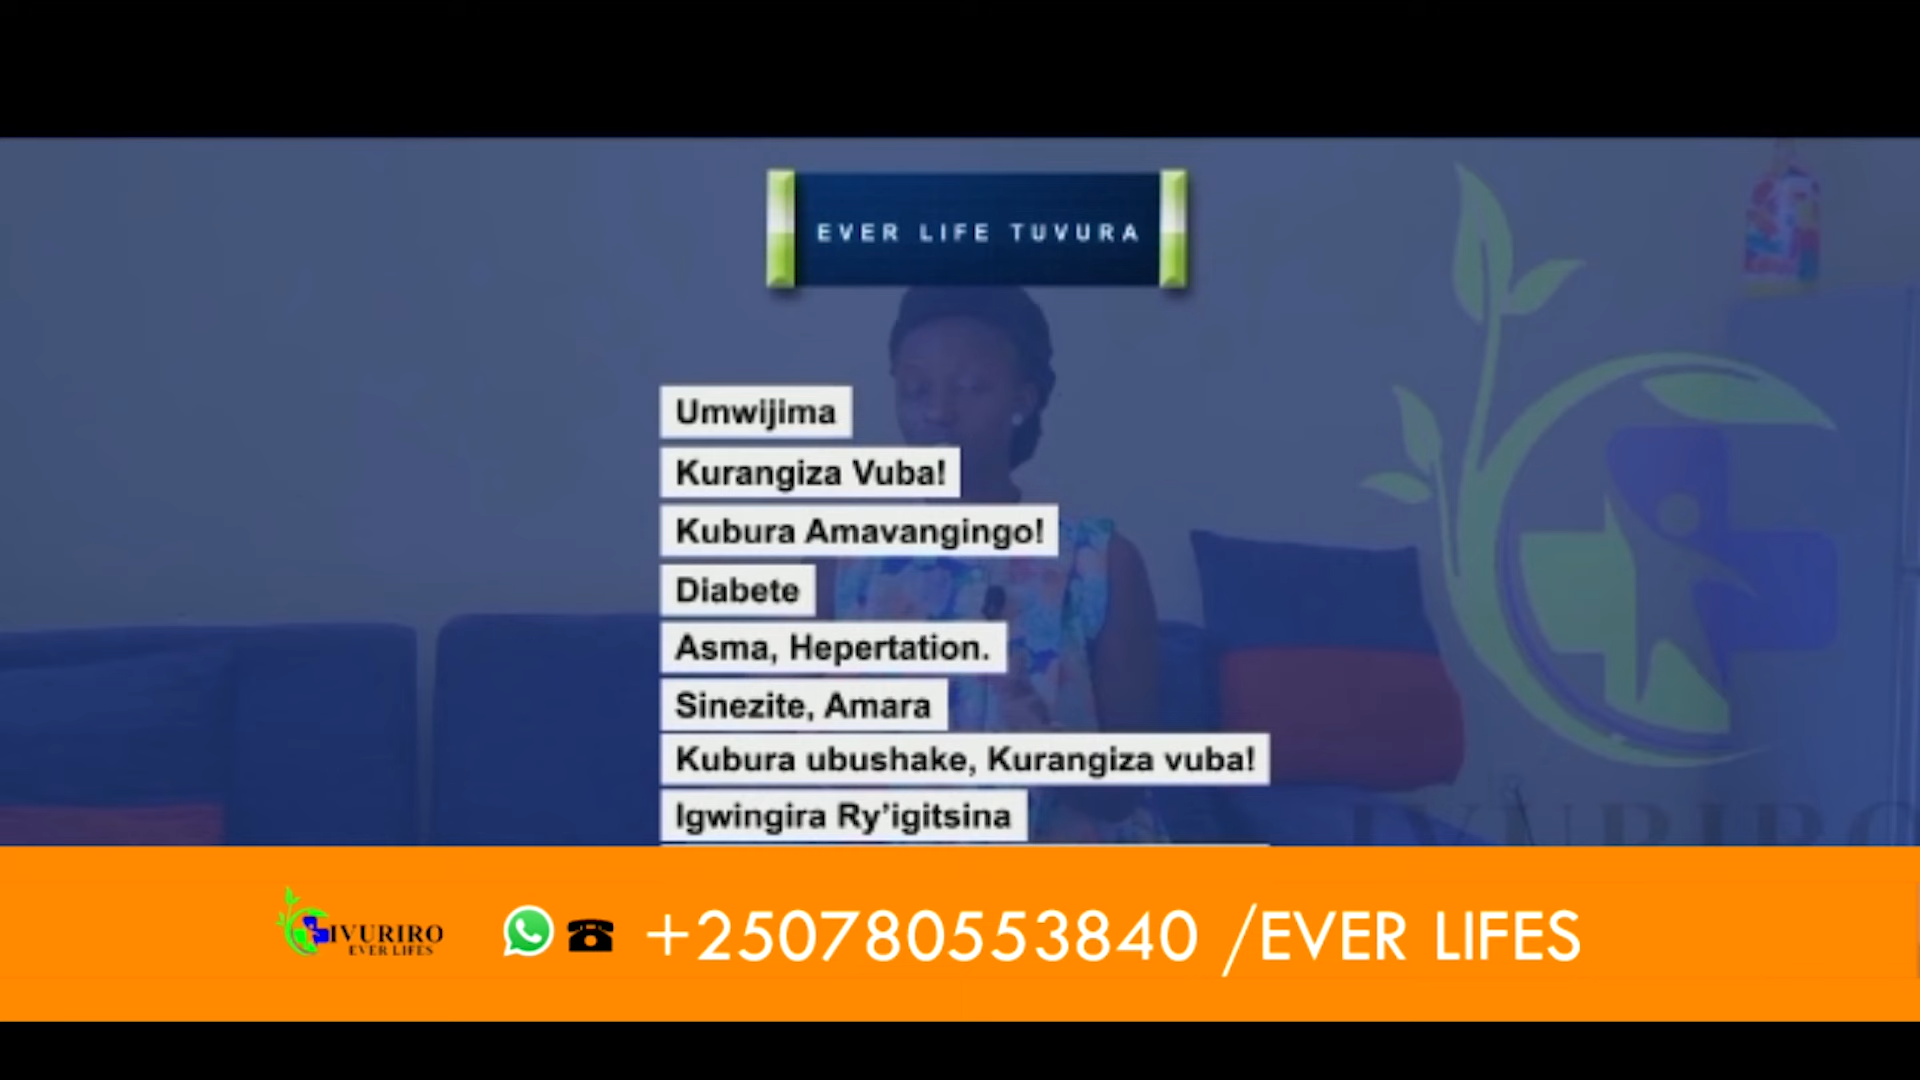 EVER LIFE TUVURA
Umwijima
Kurangiza Vuba!
Kubura Amavangingo!
Diabete
Asma, Hepertation.
Sinezite, Amara
Kubura ubushake, Kurangiza vuba!
Igwingira Ry'igitsina
IVURIRO
IVURIRO
EVER LIFES
+250780553840 /EVER LIFES